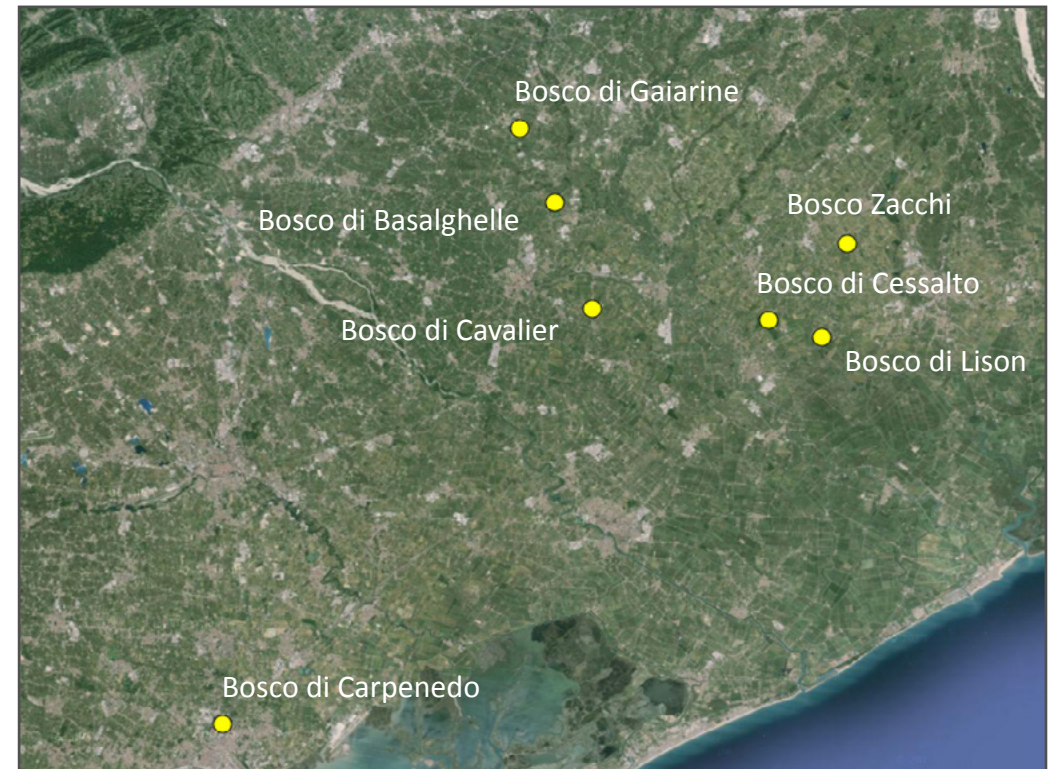 Bosco di Gaiarine
Bosco Zacchi
Bosco di Basalghelle
Bosco di Cessalto
Bosco di Cavalier
Bosco di Lison
Bosco di Carpenedo